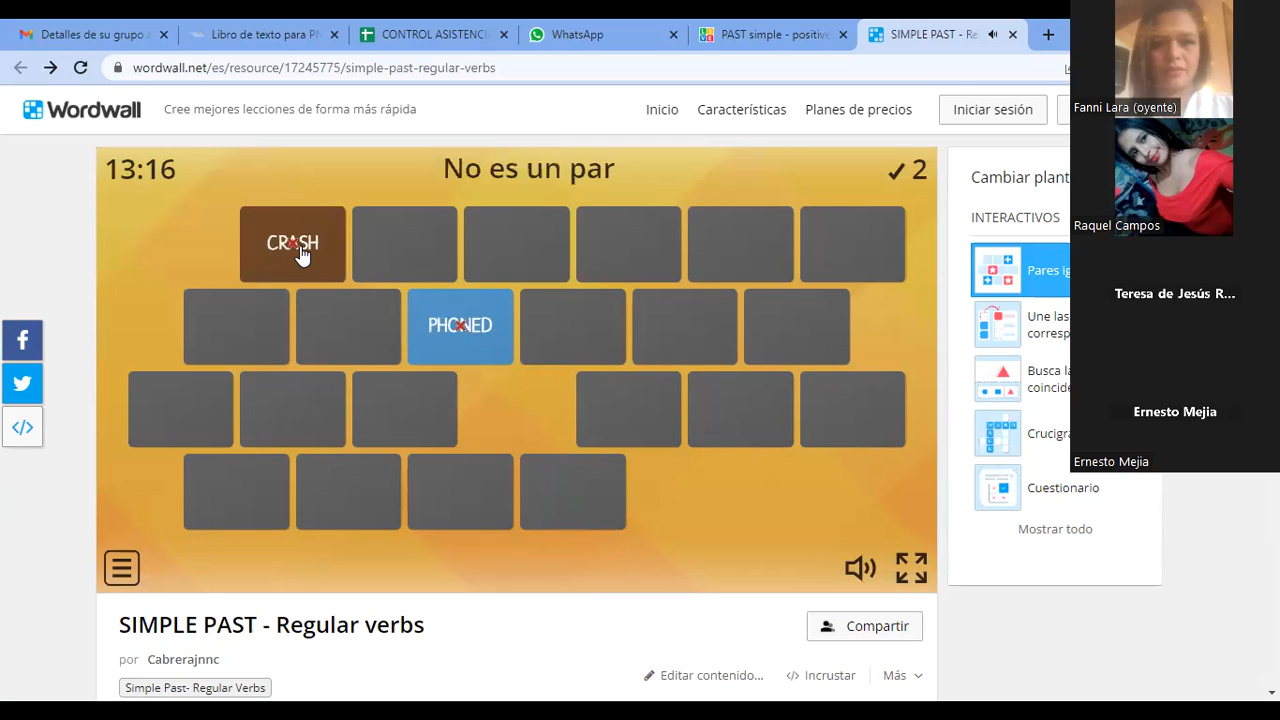 Detalles de su grupo a
Libro de texto para PM
CONTROL ASISTENCI
WhatsApp
PAST simple - positive
SIMPLE PAST - Re
wordwall.net/es/resource/17245775/simple-past-regular-verbs
Wordwall
Cree mejores lecciones de forma más rápida
Inicio
Características
Planes de precios
Iniciar sesión
13:16
No es un par
2
CRASH
PHONED
Cambiar plant
INTERACTIVOS
Pares ig
Une las
corresp
Busca la
coincide
Crucigra
Cuestionario
Mostrar todo
SIMPLE PAST - Regular verbs
Compartir
por Cabrerajnnc
Editar contenido...
Incrustar
Más
Simple Past- Regular Verbs
Fanni Lara (oyente)
Raquel Campos
Teresa de Jesús R...
Ernesto Mejia
Ernesto Mejia